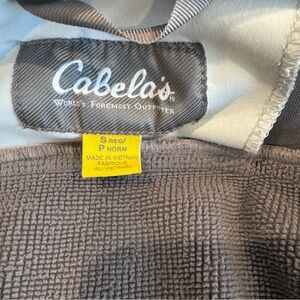 Cabela's
WORLD'S FOREMOST OUTFITTER
S REG/
P NORM
MADE IN VIETNAM
FABRIQUÉ
AU VIETNAM